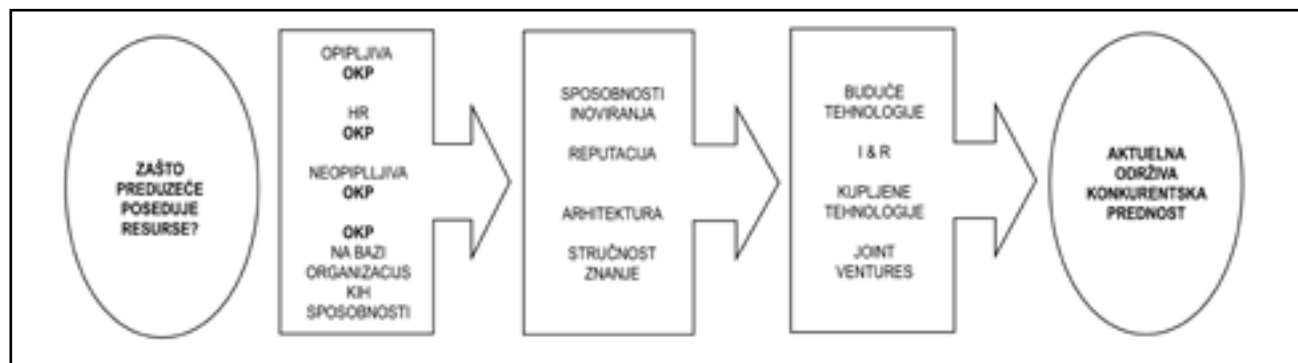 ZAŠTO
PREDUZEĆE
POSEDUJE
RESURSE?
OPIPLJIVA
OKP
HR
OKP
NEOPIPLLJIVA
OKP
OKP
NA BAZI
ORGANIZACIJS
KIH
SPOSOBNOSTI
SPOSOBNOSTI
INOVIRANJA
REPUTACIJA
ARHITEKTURA
STRUČNOST
ZNANJE
BUDUĆE
TEHNOLOGIJE
I & R
KUPLJENE
TEHNOLOGIJE
JOINT
VENTURES
AKTUELNA
ODRŽIVA
KONKURENTSKA
PREDNOST